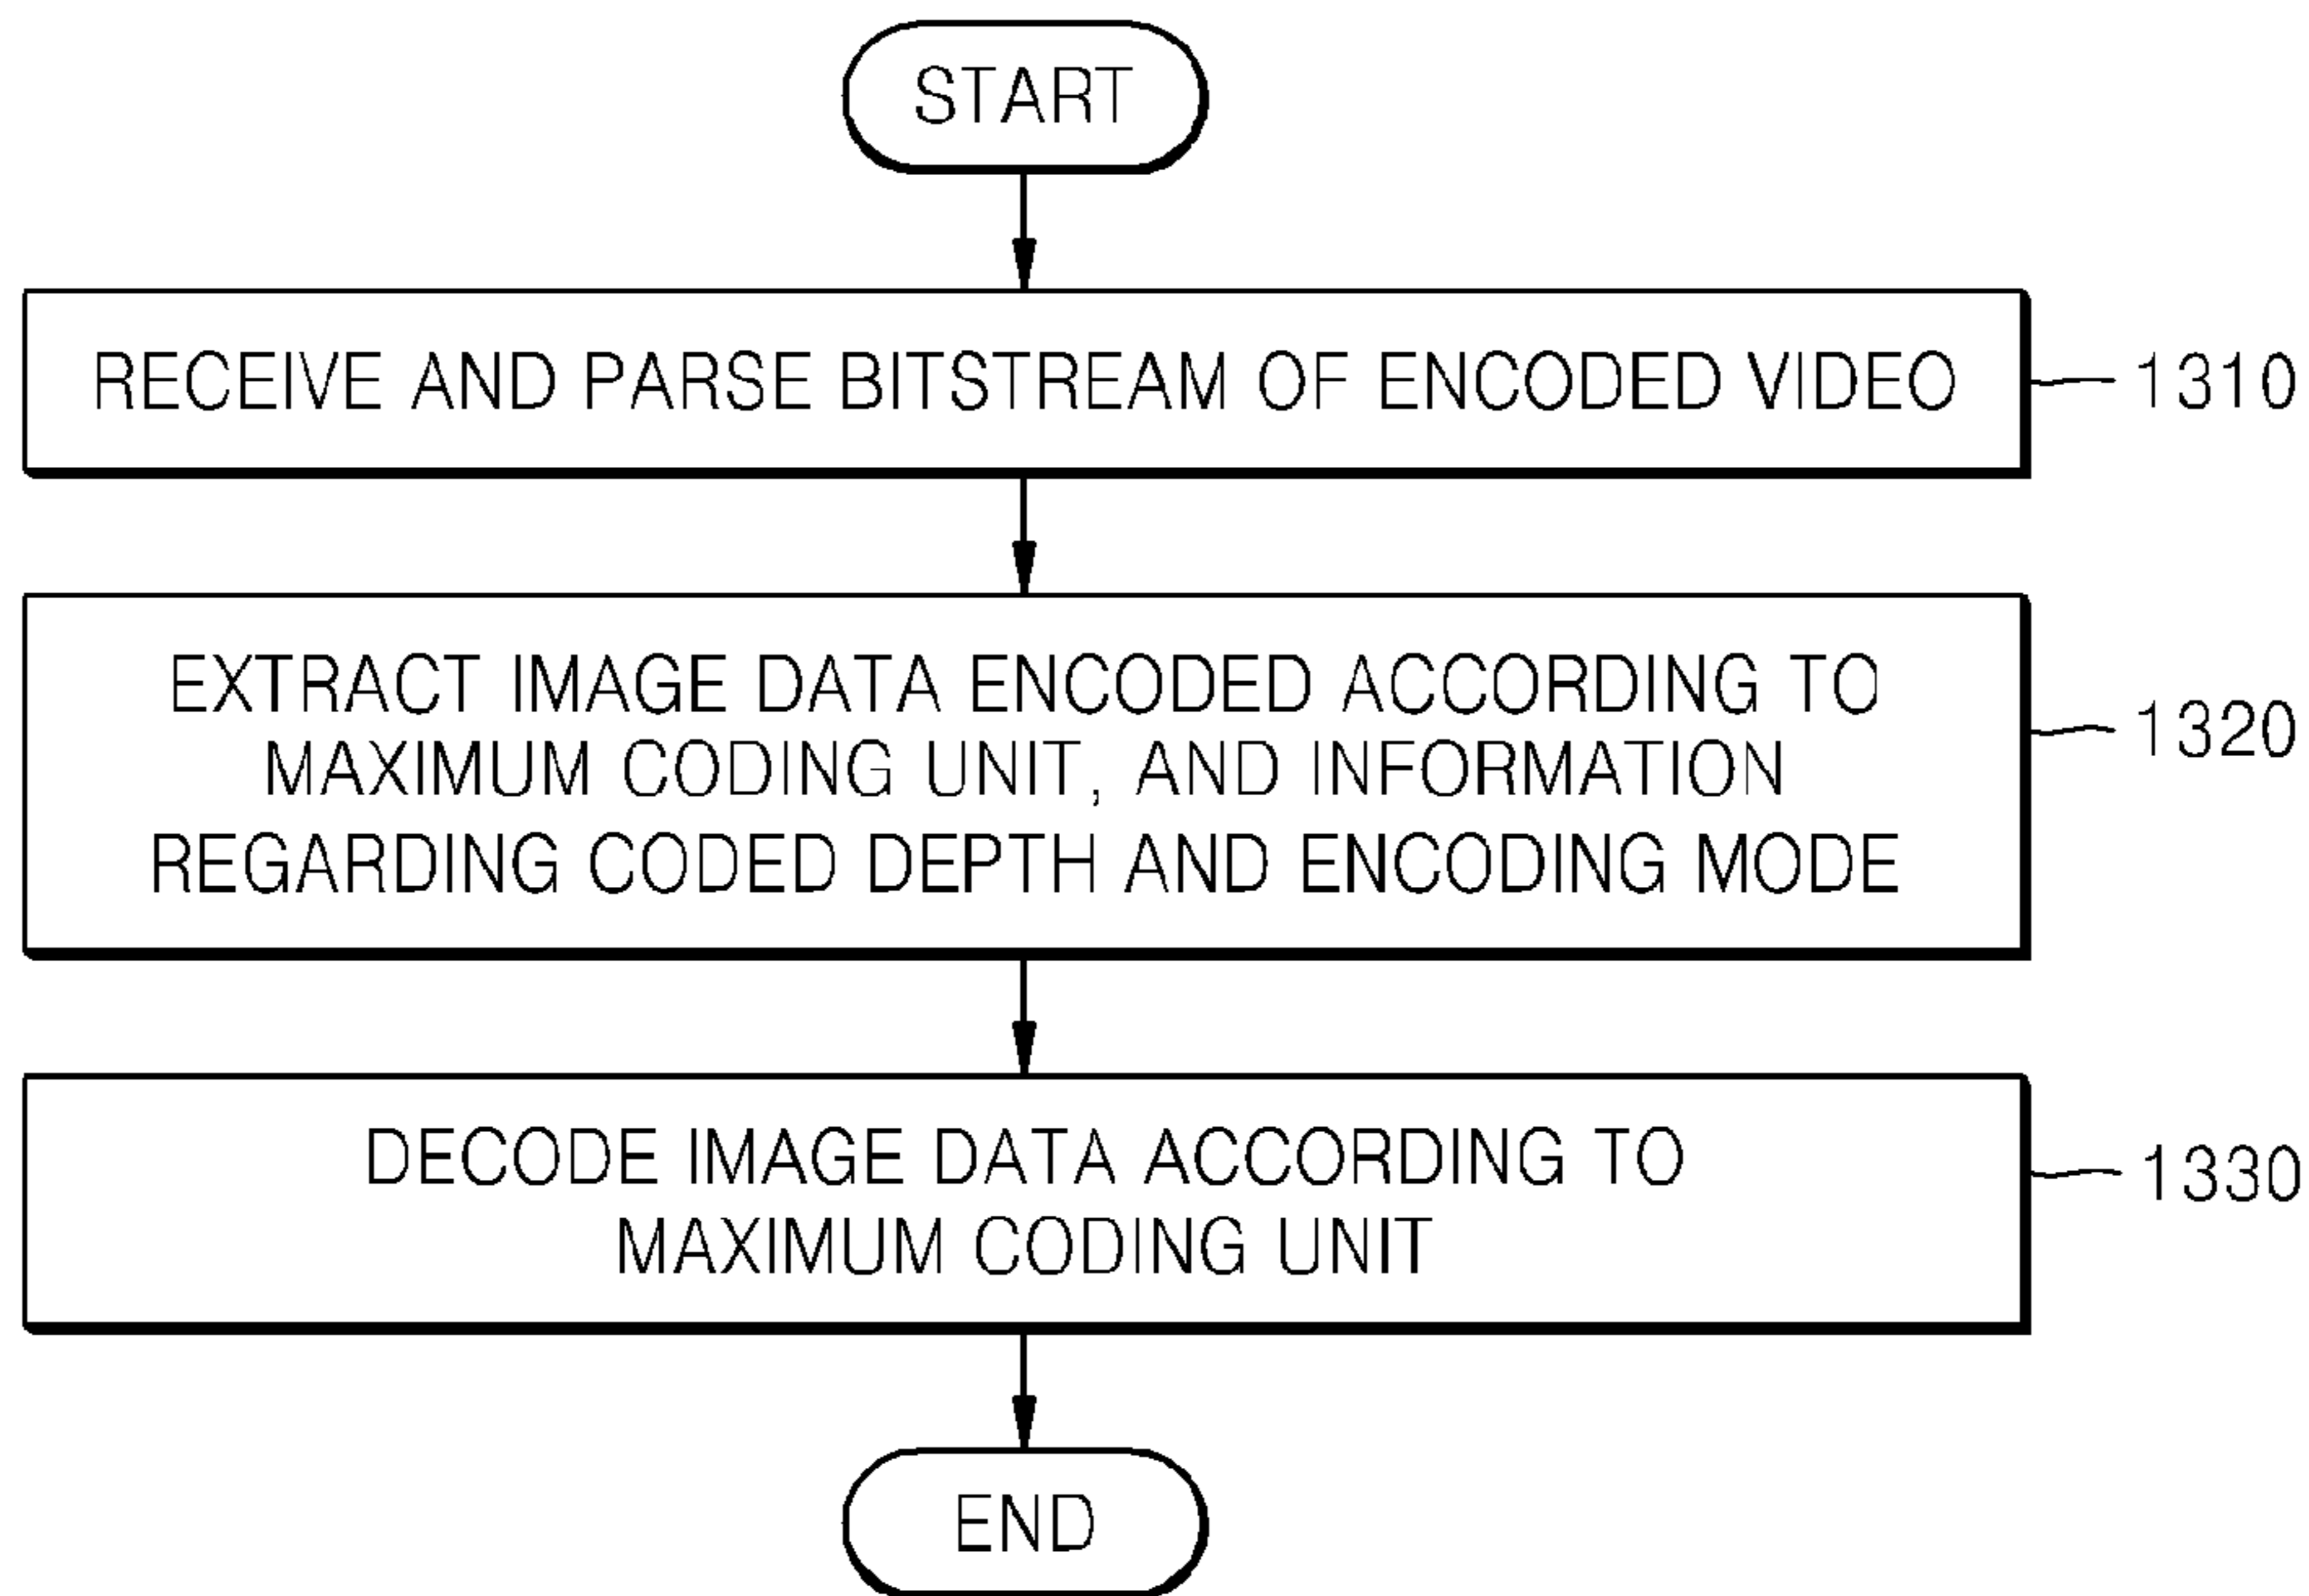 START
RECEIVE AND PARSE BITSTREAM OF ENCODED VIDEO
1310
EXTRACT IMAGE DATA ENCODED ACCORDING TO
MAXIMUM CODING UNIT, AND INFORMATION
REGARDING CODED DEPTH AND ENCODING MODE
1320
DECODE IMAGE DATA ACCORDING TO
MAXIMUM CODING UNIT
1330
END